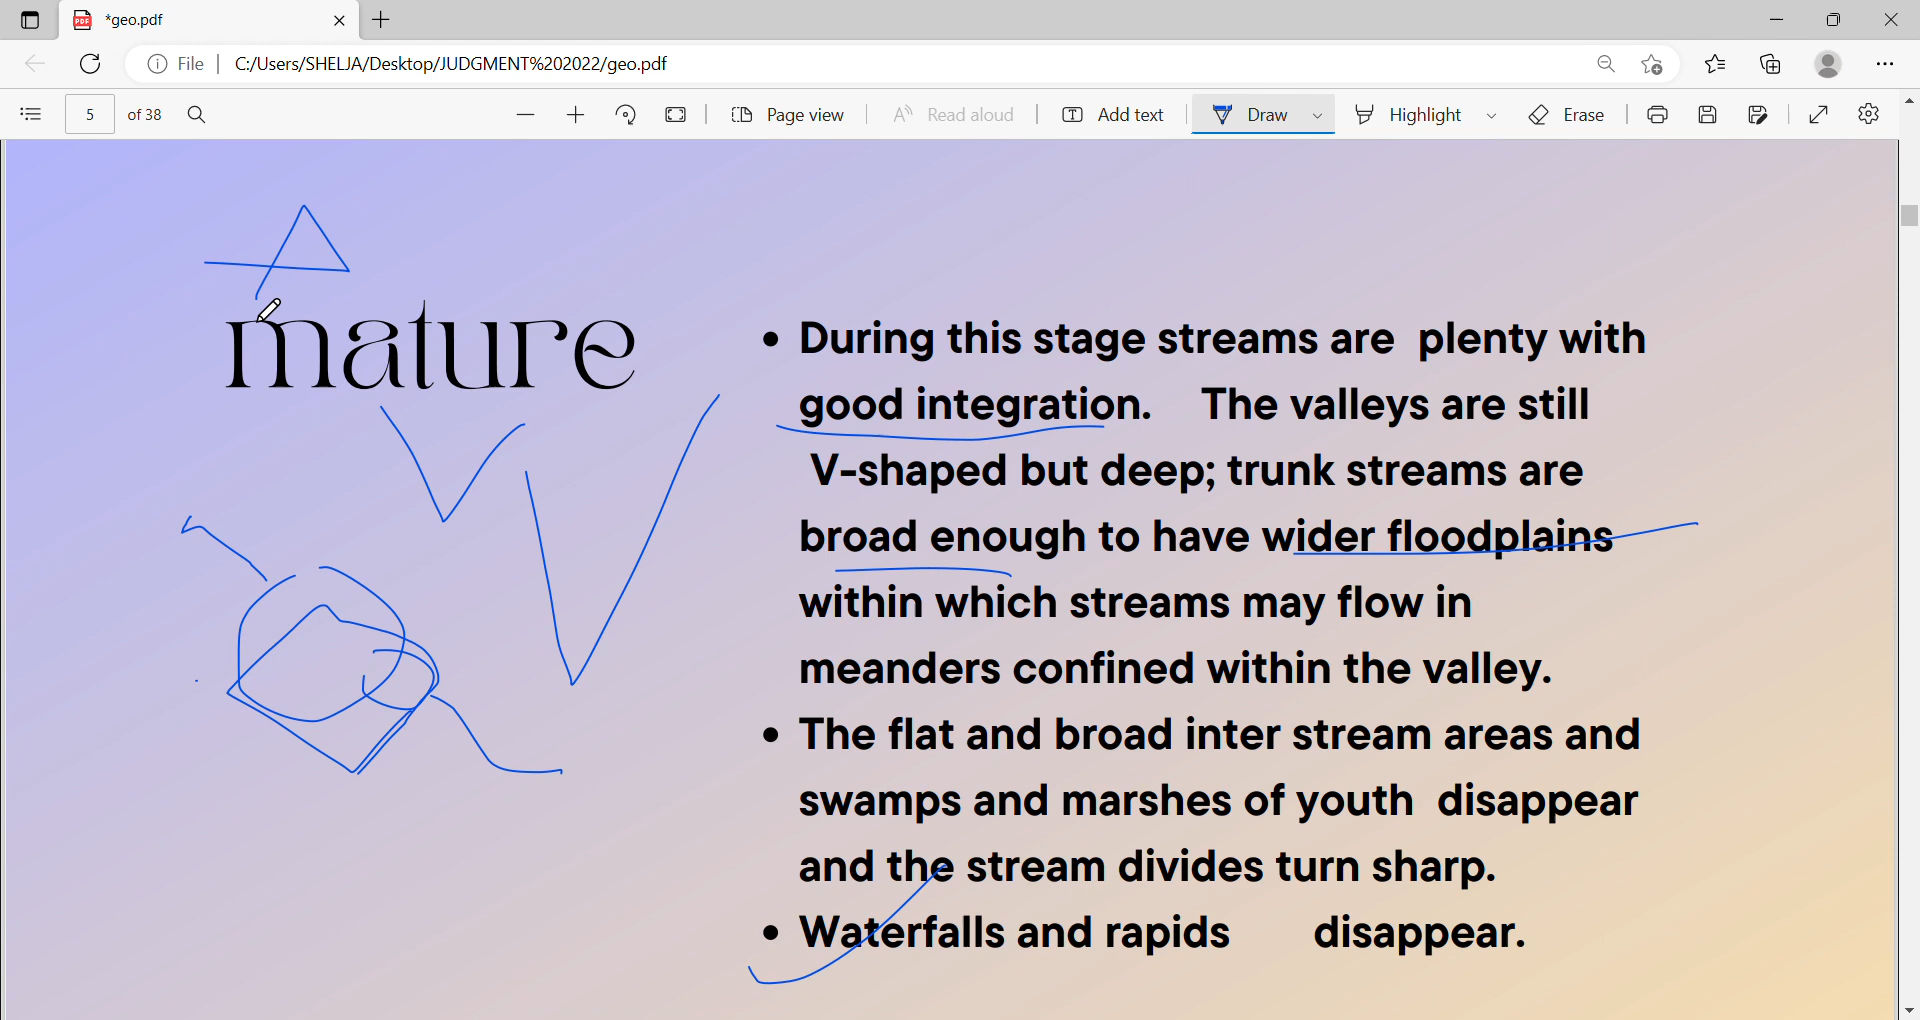 *geo.pdf
File C:/Users/SHELJA/Desktop/JUDGMENT%202022/geo.pdf
5 of 38 Page view Read aloud Add text Draw Highlight Erase
mature
• During this stage streams are plenty with
good integration. The valleys are still
V-shaped but deep; trunk streams are
broad enough to have wider floodplains
within which streams may flow in
meanders confined within the valley.
• The flat and broad inter stream areas and
swamps and marshes of youth disappear
and the stream divides turn sharp.
• Waterfalls and rapids disappear.